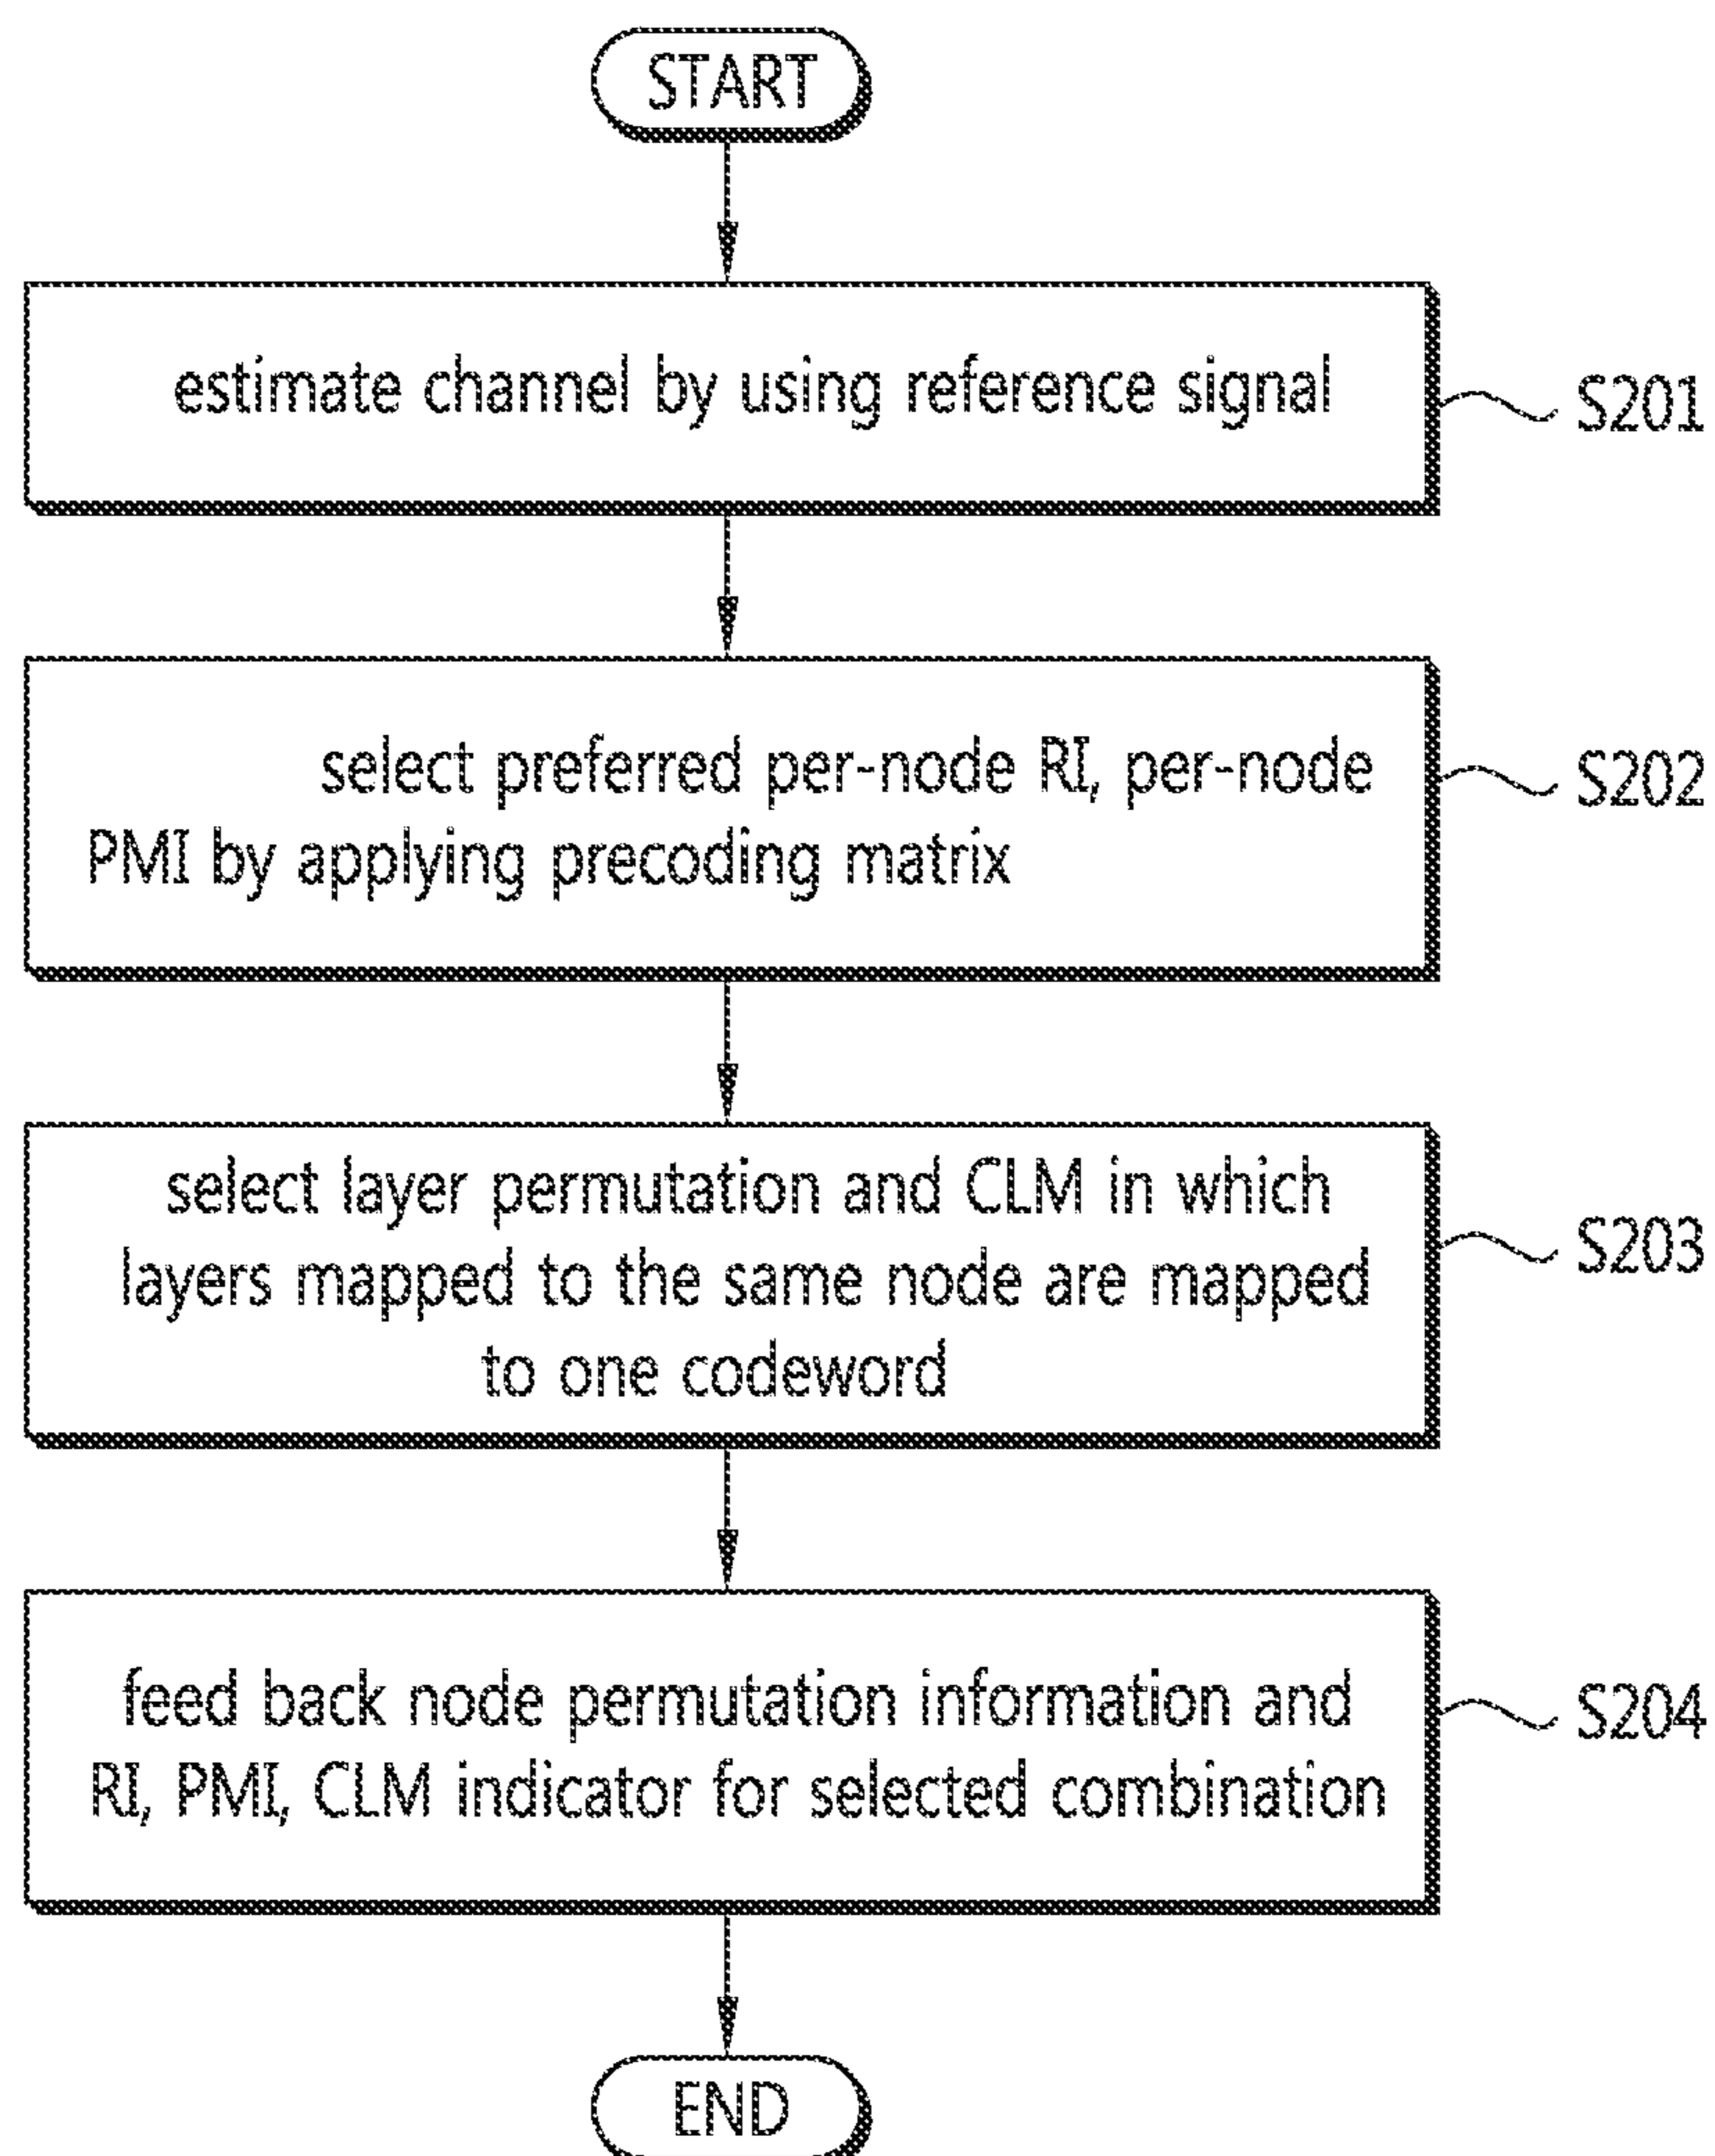 START
estimate channel by using reference signal
S201
select preferred per-node RI, per-node
PMI by applying precoding matrix
S202
select layer permutation and CLM in which
layers mapped to the same node are mapped
to one codeword
S203
feed back node permutation information and
RI, PMI, CLM indicator for selected combination
S204
END